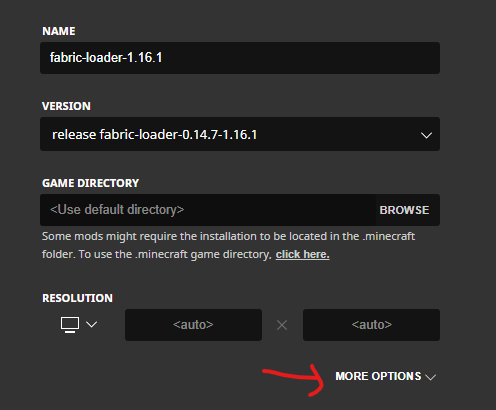 NAME
fabric-loader-1.16.1
VERSION
release fabric-loader-0.14.7-1.16.1
GAME DIRECTORY
<Use default directory> BROWSE
Some mods might require the installation to be located in the .minecraft
folder. To use the .minecraft game directory, click here.
RESOLUTION
<auto> <auto>
MORE OPTIONS